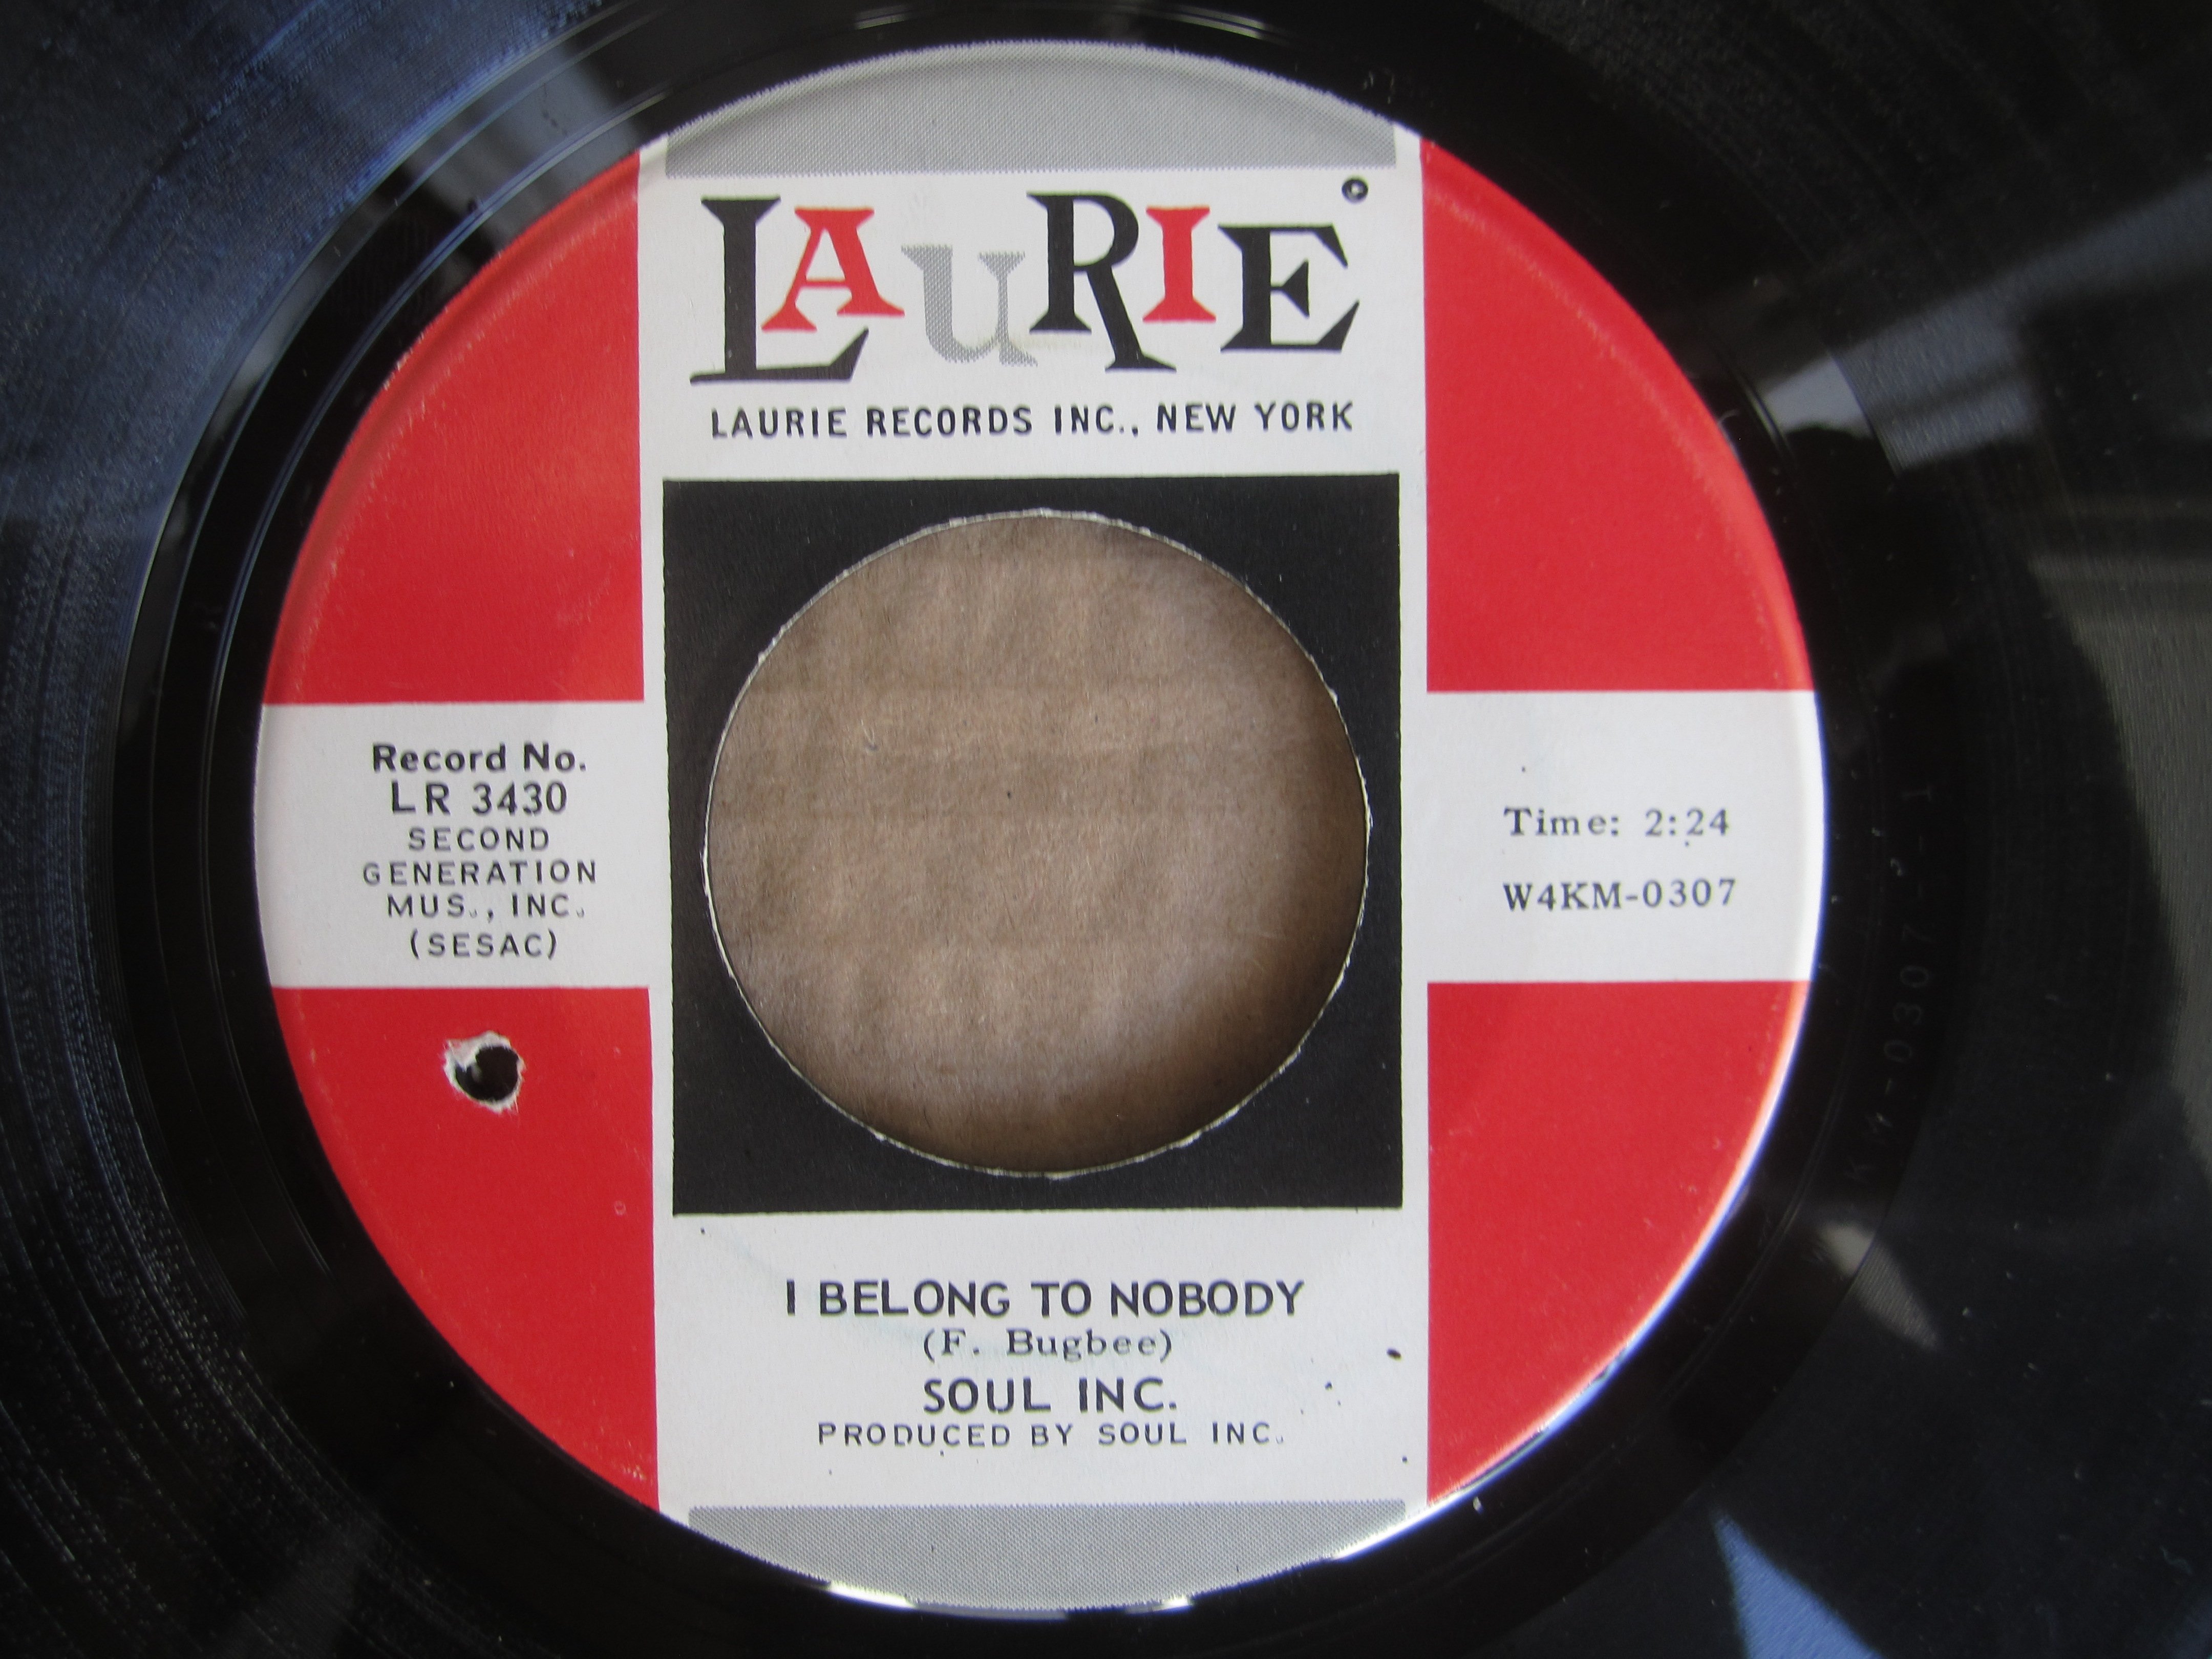 LAuRIE
LAURIE RECORDS INC., NEW YORK
Record No.
LR 3430
SECOND
GENERATION
MUS., INC.
(SESAC)
Time: 2:24
W4KM-0307
I BELONG TO NOBODY
(F. Bugbee)
SOUL INC.
PRODUCED BY SOUL INC.